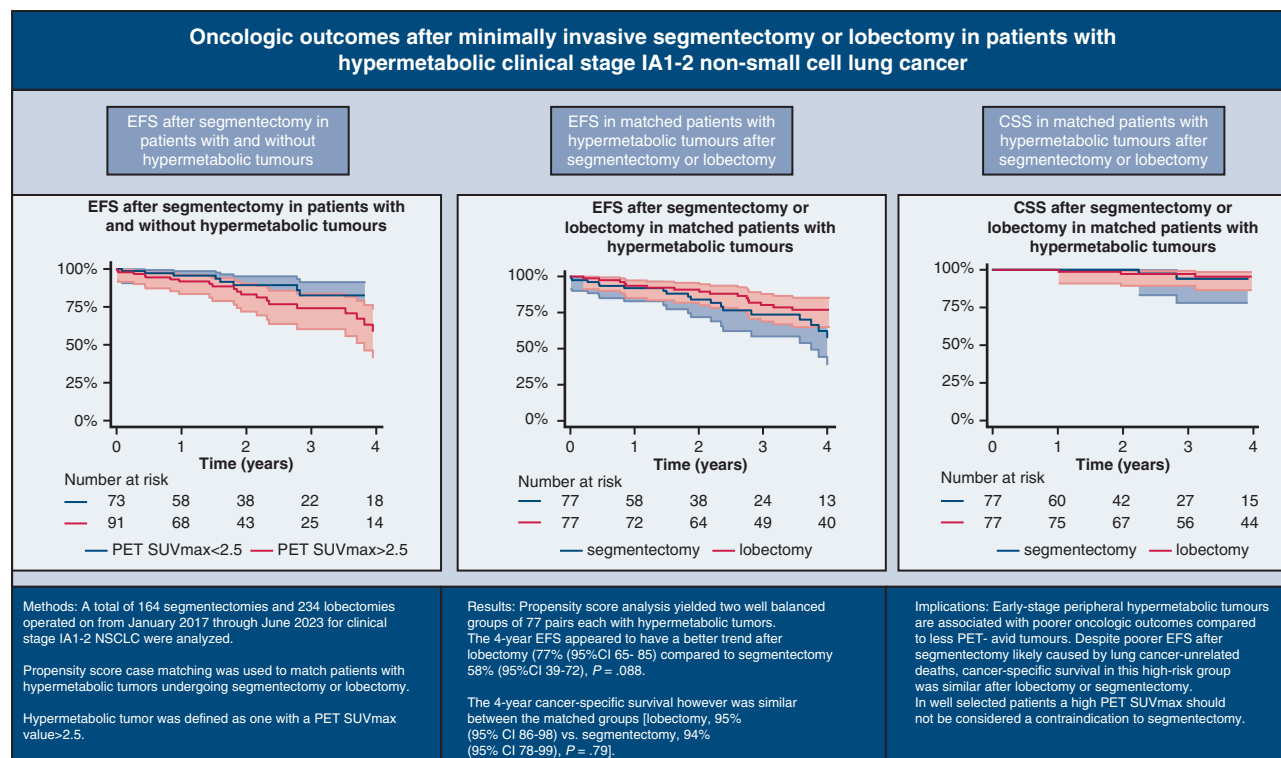 Oncologic outcomes after minimally invasive segmentectomy or lobectomy in patients with
hypermetabolic clinical stage IA1-2 non-small cell lung cancer
EFS after segmentectomy in
patients with and without
hypermetabolic tumours
EFS after segmentectomy in patients with
and without hypermetabolic tumours
100%
75%
50%
25%
0%
0 1 2 3 4
Time (years)
Number at risk
73 58 38 22 18
91 68 43 25 14
PET SUVmax<2.5 PET SUVmax>2.5
EFS in matched patients with
hypermetabolic tumours after
segmentectomy or lobectomy
EFS after segmentectomy or
lobectomy in matched patients with
hypermetabolic tumours
100%
75%
50%
25%
0%
0 1 2 3 4
Time (years)
Number at risk
77 58 38 24 13
77 72 64 49 40
segmentectomy lobectomy
CSS in matched patients with
hypermetabolic tumours after
segmentectomy or lobectomy
CSS after segmentectomy or
lobectomy in matched patients with
hypermetabolic tumours
100%
75%
50%
25%
0%
0 1 2 3 4
Time (years)
Number at risk
77 60 42 27 15
77 75 67 56 44
segmentectomy lobectomy
Methods: A total of 164 segmentectomies and 234 lobectomies
operated on from January 2017 through June 2023 for clinical
stage IA1-2 NSCLC were analyzed.
Propensity score case matching was used to match patients with
hypermetabolic tumors undergoing segmentectomy or lobectomy.
Hypermetabolic tumor was defined as one with a PET SUVmax
value>2.5.
Results: Propensity score analysis yielded two well balanced
groups of 77 pairs each with hypermetabolic tumors.
The 4-year EFS appeared to have a better trend after
lobectomy (77% (95%CI 65- 85) compared to segmentectomy
58% (95%CI 39-72), P = .088.
The 4-year cancer-specific survival however was similar
between the matched groups [lobectomy, 95%
(95% CI 86-98) vs. segmentectomy, 94%
(95% CI 78-99), P = .79].
Implications: Early-stage peripheral hypermetabolic tumours
are associated with poorer oncologic outcomes compared
to less PET- avid tumours. Despite poorer EFS after
segmentectomy likely caused by lung cancer-unrelated
deaths, cancer-specific survival in this high-risk group
was similar after lobectomy or segmentectomy.
In well selected patients a high PET SUVmax should
not be considered a contraindication to segmentectomy.